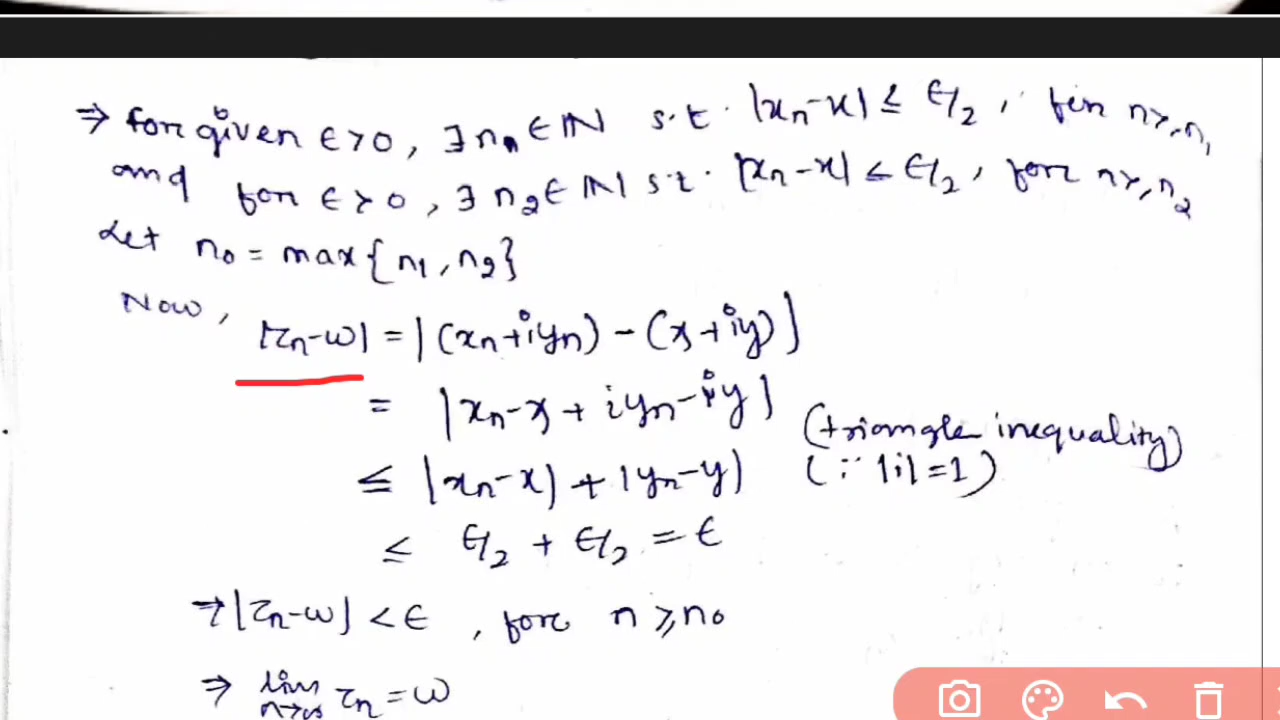 ⇒ for given ϵ>0, ∃ n₁ ∈ ℕ s.t. |xn-x| ≤ ϵ/2, for n≥n₁
and for ϵ>0, ∃ n₂ ∈ ℕ s.t. |xn-x| ≤ ϵ/2, for n≥n₂
Let n₀ = max{n₁, n₂}
Now, |zn-w| = |(xn+iyn) - (x+iy)|
= |xn-x + iyn-iy|
(triangle inequality)
≤ |xn-x| + |yn-y| (∵ |i|=1)
≤ ϵ/2 + ϵ/2 = ϵ
⇒ |zn-w| < ϵ, for n ≥ n₀
⇒ lim n→∞ zn = w